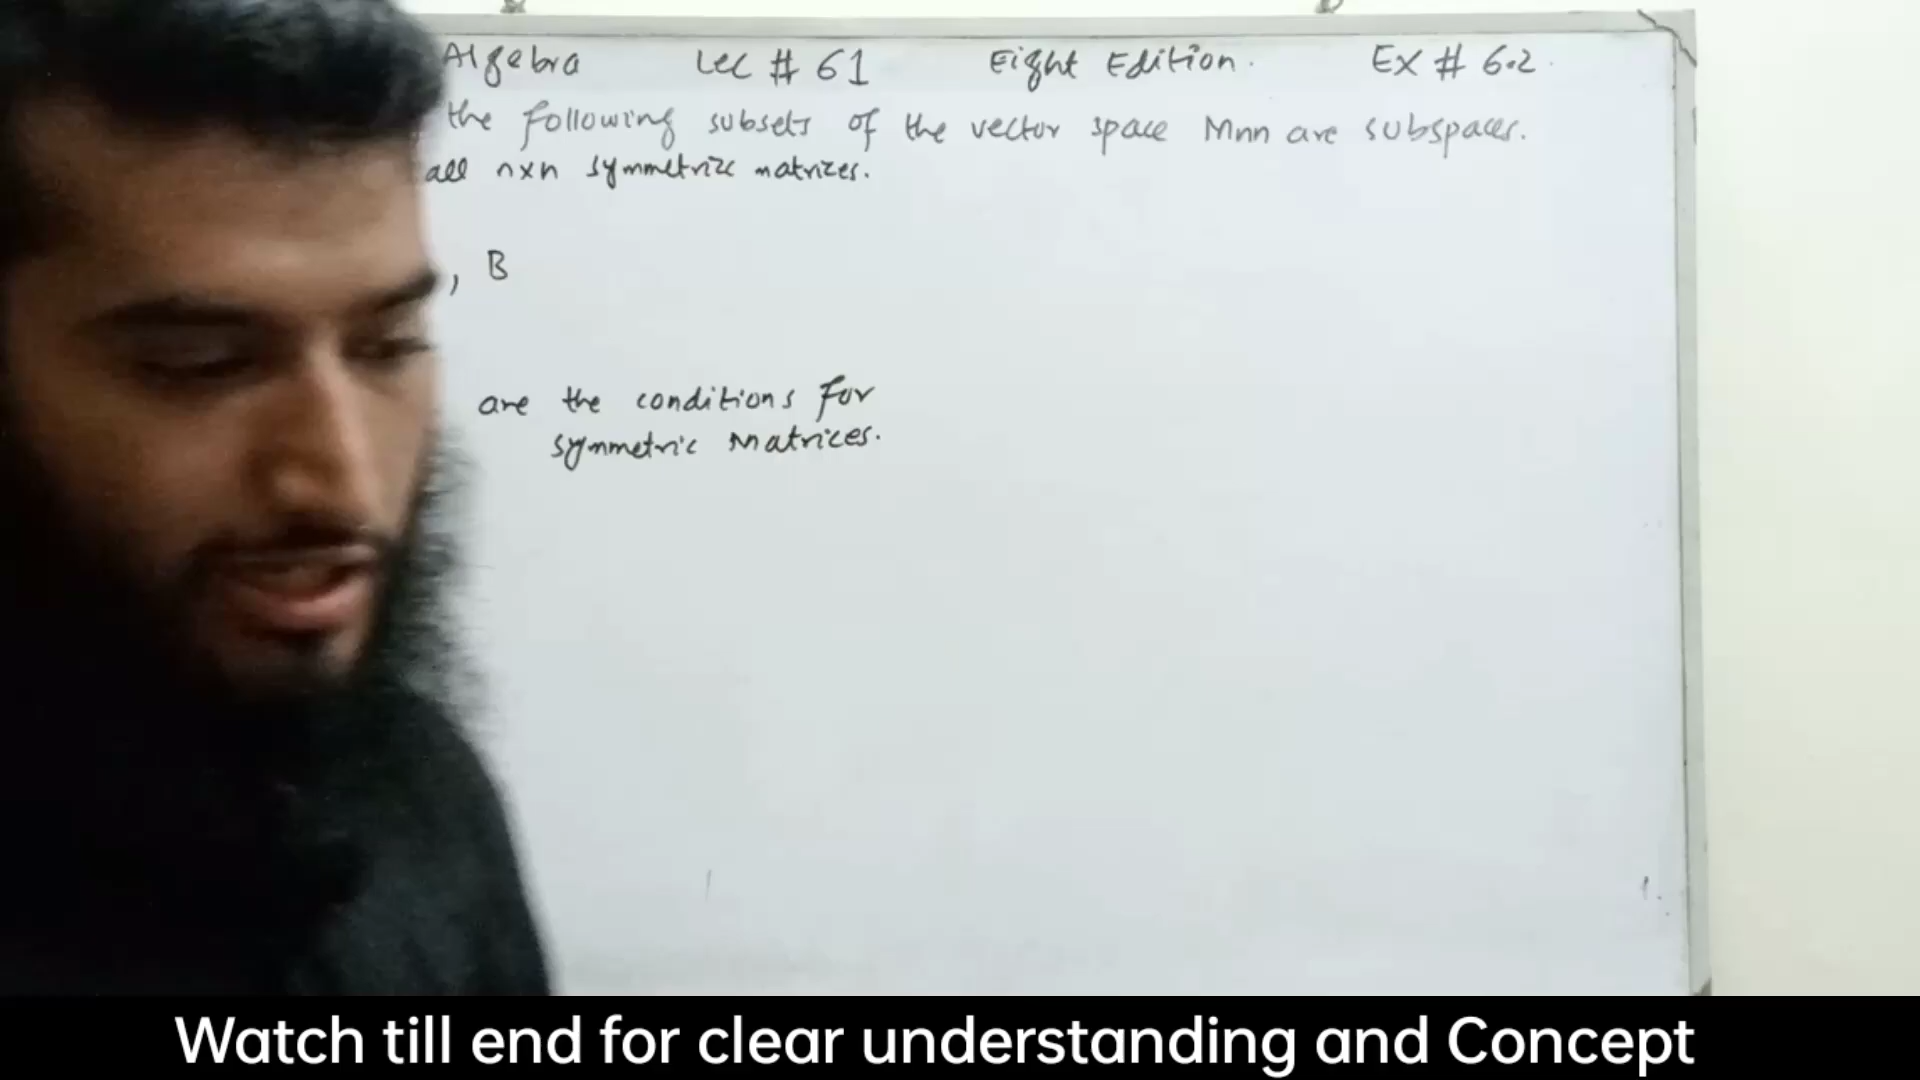 Algebra Lec # 61 Eight Edition. Ex # 6.2
the following subsets of the vector space Mnn are subspaces.
all nxn symmetric matrices.
, B
are the conditions for
symmetric Matrices.
Watch till end for clear understanding and Concept